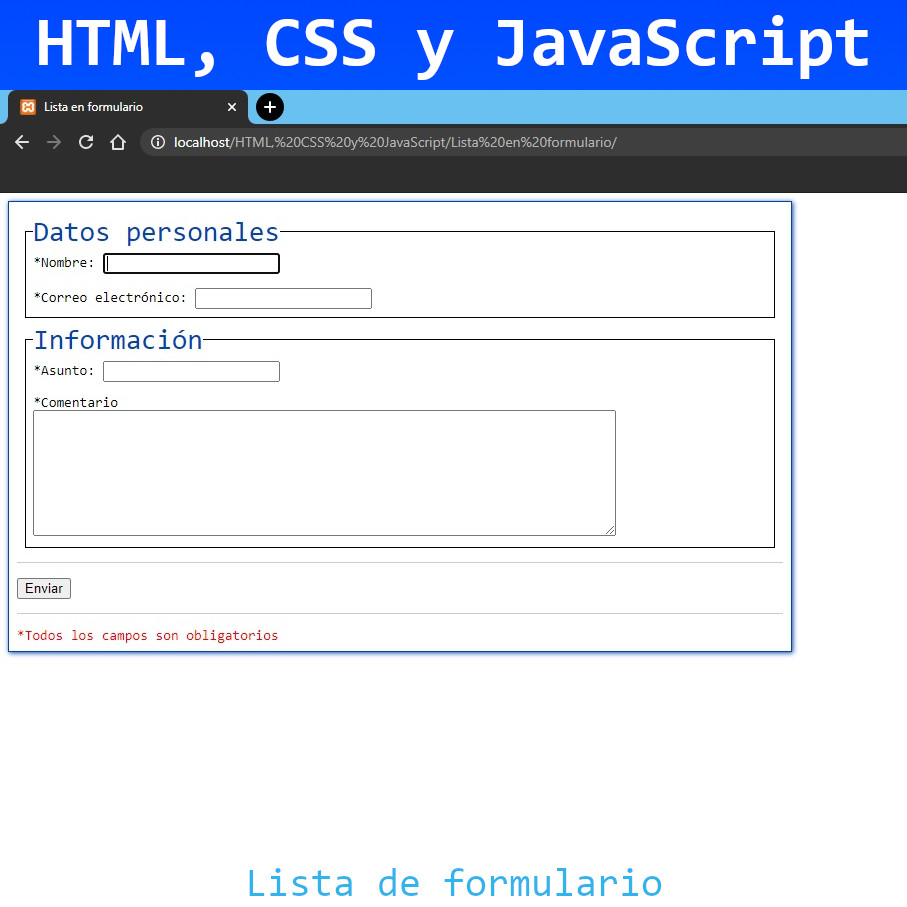 HTML, CSS y JavaScript
Lista en formulario
localhost/HTML,%20CSS%20y%20JavaScript/Lista%20en%20formulario/
Datos personales
*Nombre:
*Correo electrónico:
Información
*Asunto:
*Comentario
Enviar
*Todos los campos son obligatorios
Lista de formulario